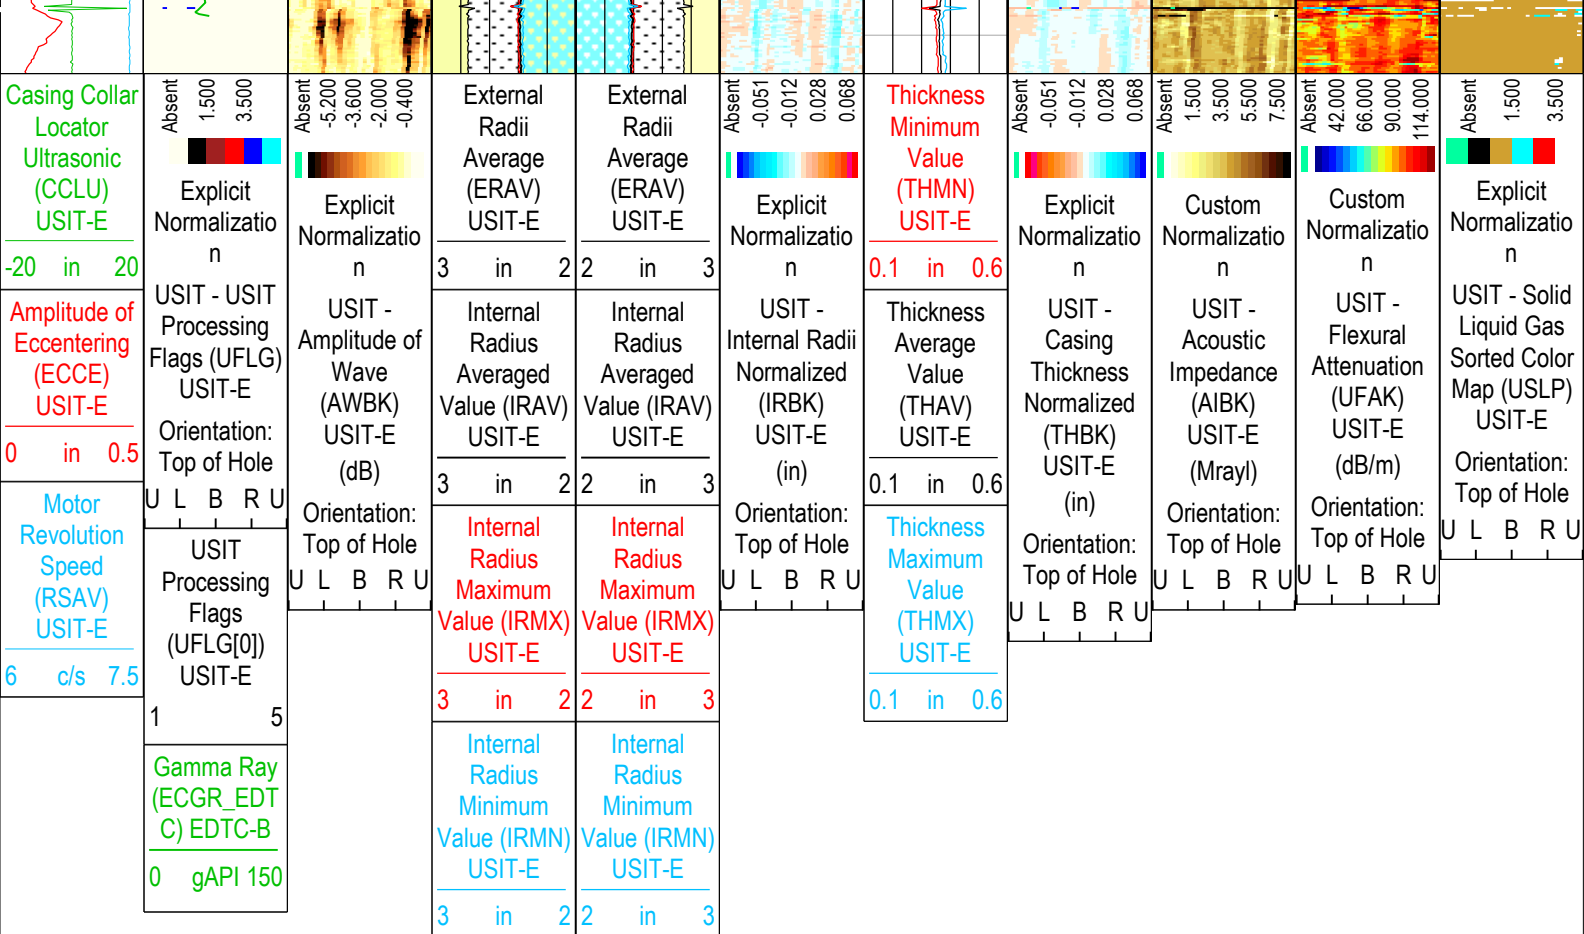 Casing Collar
Locator
Ultrasonic
(CCLU)
USIT-E
-20 in 20
Amplitude of
Eccentering
(ECCE)
USIT-E
0 in 0.5
Motor
Revolution
Speed
(RSAV)
USIT-E
6 c/s 7.5
Absent
1.500
3.500
Explicit
Normalizatio
n
USIT - USIT
Processing
Flags (UFLG)
USIT-E
Orientation:
Top of Hole
U L B R U
USIT
Processing
Flags
(UFLG[0])
USIT-E
1 5
Gamma Ray
(ECGR_EDT
C) EDTC-B
0 gAPI 150
Absent
-5.200
-3.600
-2.000
-0.400
Explicit
Normalizatio
n
USIT -
Amplitude of
Wave
(AWBK)
USIT-E
(dB)
Orientation:
Top of Hole
U L B R U
External
Radii
Average
(ERAV)
USIT-E
3 in 2
Internal
Radius
Averaged
Value (IRAV)
USIT-E
3 in 2
Internal
Radius
Maximum
Value (IRMX)
USIT-E
3 in 2
Internal
Radius
Minimum
Value (IRMN)
USIT-E
3 in 2
External
Radii
Average
(ERAV)
USIT-E
2 in 3
Internal
Radius
Averaged
Value (IRAV)
USIT-E
2 in 3
Internal
Radius
Maximum
Value (IRMX)
USIT-E
2 in 3
Internal
Radius
Minimum
Value (IRMN)
USIT-E
2 in 3
Absent
-0.051
-0.012
0.028
0.068
Explicit
Normalizatio
n
USIT -
Internal Radii
Normalized
(IRBK)
USIT-E
(in)
Orientation:
Top of Hole
U L B R U
Thickness
Minimum
Value
(THMN)
USIT-E
0.1 in 0.6
Thickness
Average
Value
(THAV)
USIT-E
0.1 in 0.6
Thickness
Maximum
Value
(THMX)
USIT-E
0.1 in 0.6
Absent
-0.051
-0.012
0.028
0.068
Explicit
Normalizatio
n
USIT -
Casing
Thickness
Normalized
(THBK)
USIT-E
(in)
Orientation:
Top of Hole
U L B R U
Absent
1.500
3.500
5.500
7.500
Custom
Normalizatio
n
USIT -
Acoustic
Impedance
(AIBK)
USIT-E
(Mrayl)
Orientation:
Top of Hole
U L B R U
Absent
42.000
66.000
90.000
114.000
Custom
Normalizatio
n
USIT -
Flexural
Attenuation
(UFAK)
USIT-E
(dB/m)
Orientation:
Top of Hole
U L B R U
Absent
1.500
3.500
Explicit
Normalizatio
n
USIT - Solid
Liquid Gas
Sorted Color
Map (USLP)
USIT-E
Orientation:
Top of Hole
U L B R U